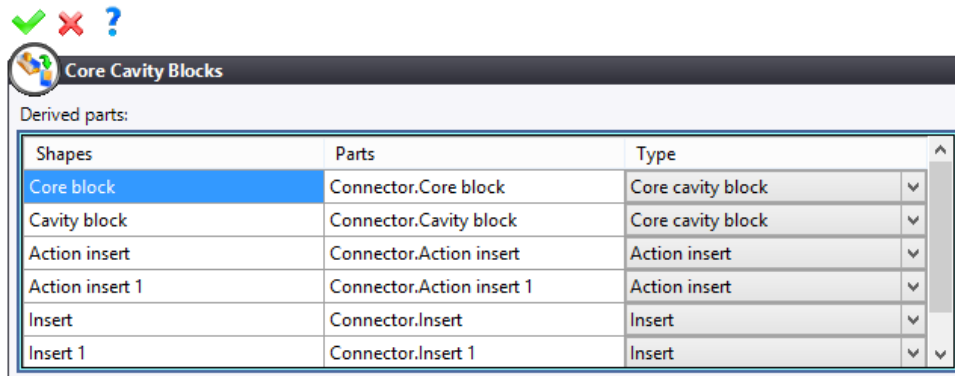 ?
Core Cavity Blocks
Derived parts:
Shapes Parts Type
Core block Connector.Core block Core cavity block
Cavity block Connector.Cavity block Core cavity block
Action insert Connector.Action insert Action insert
Action insert 1 Connector.Action insert 1 Action insert
Insert Connector.Insert Insert
Insert 1 Connector.Insert 1 Insert